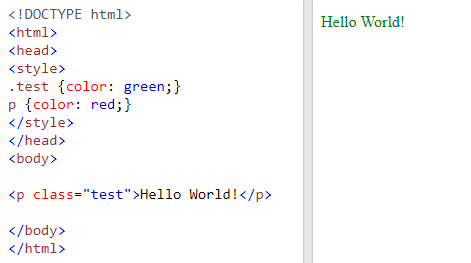 <!DOCTYPE html>
<html>
<head>
<style>
.test {color: green;}
p {color: red;}
</style>
</head>
<body>
<p class="test">Hello World!</p>
</body>
</html>
Hello World!